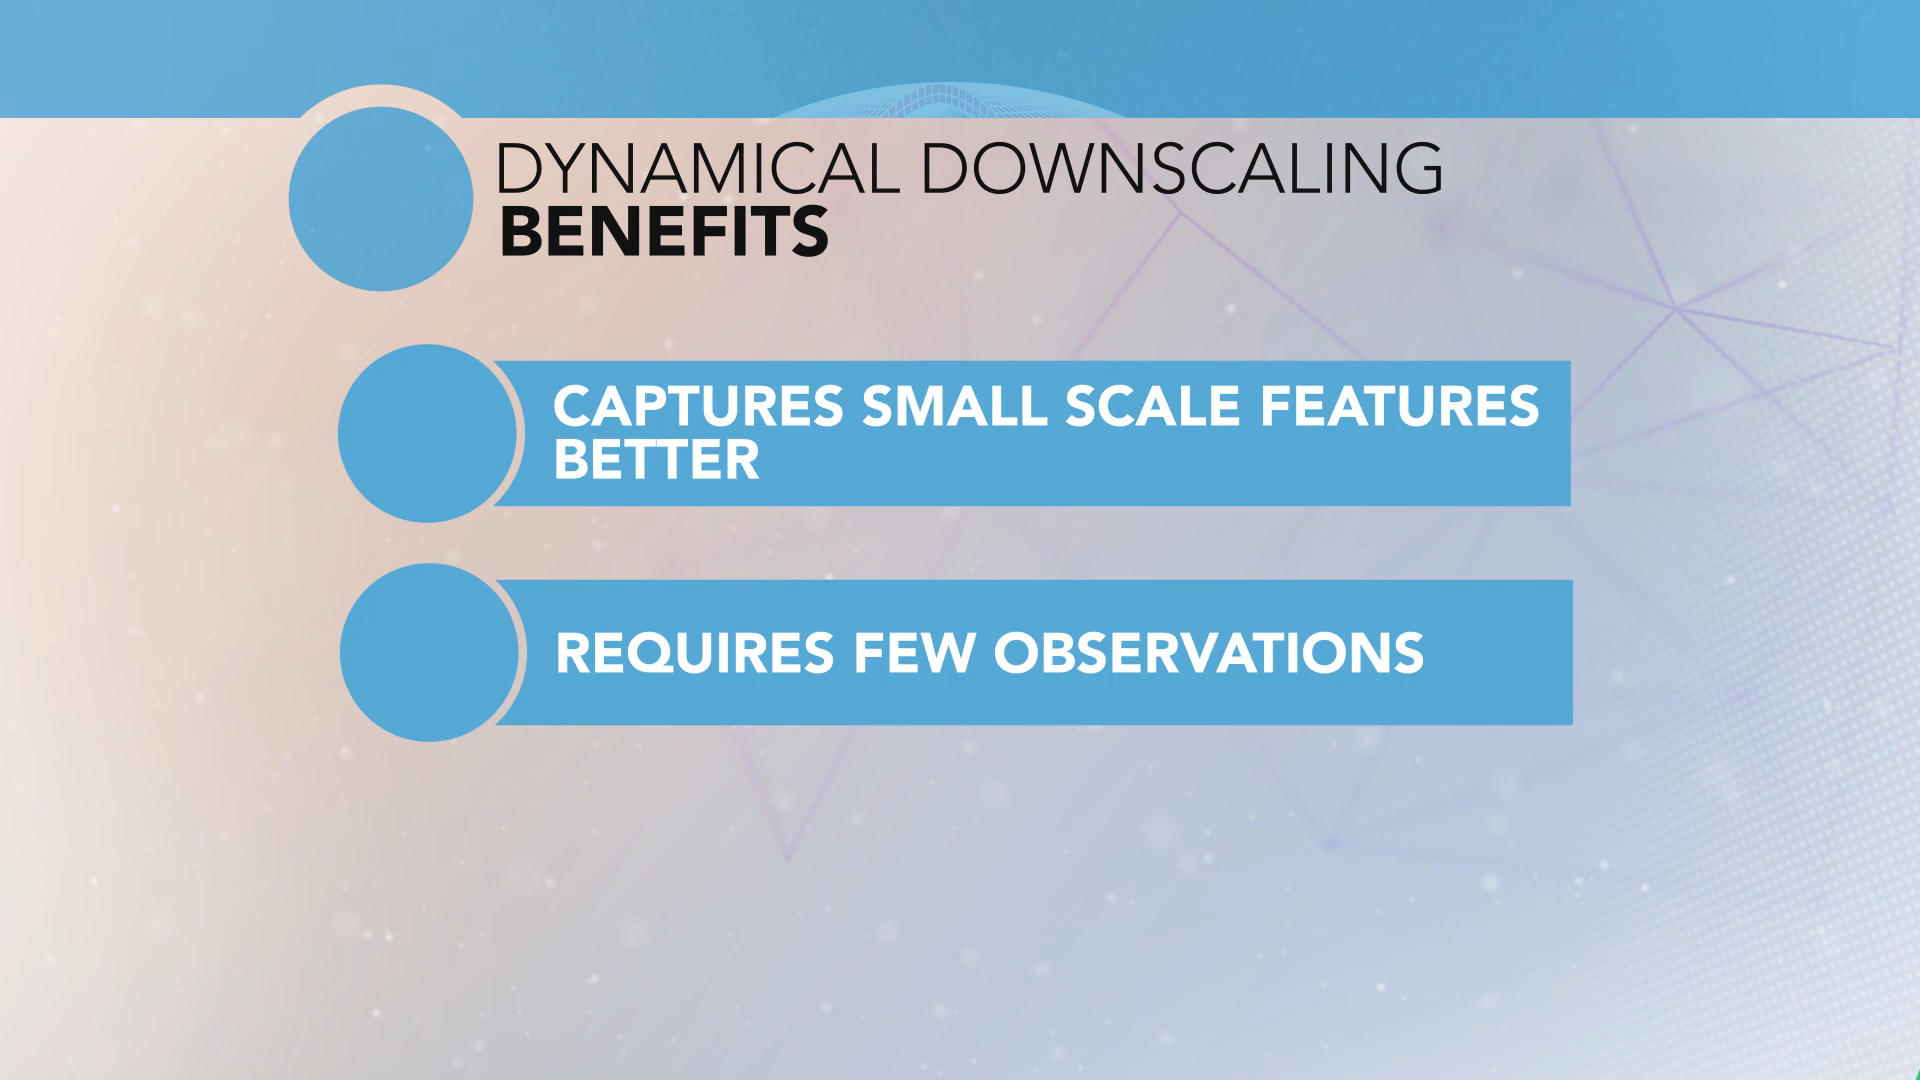 DYNAMICAL DOWNSCALING
BENEFITS
CAPTURES SMALL SCALE FEATURES
BETTER
REQUIRES FEW OBSERVATIONS